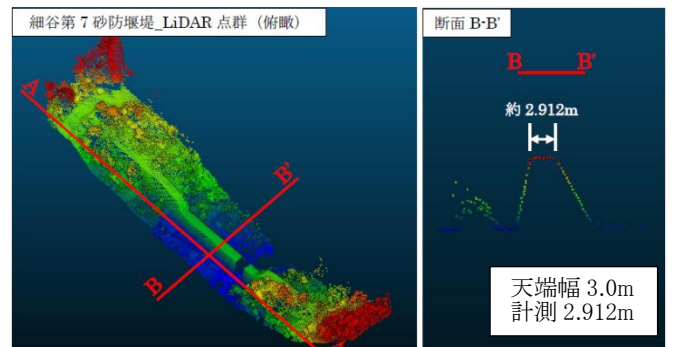 細谷第7砂防堰堤_LiDAR 点群（俯瞰）
A
B'
B
断面 B-B'
B B'
約 2.912m
天端幅 3.0m
計測 2.912m